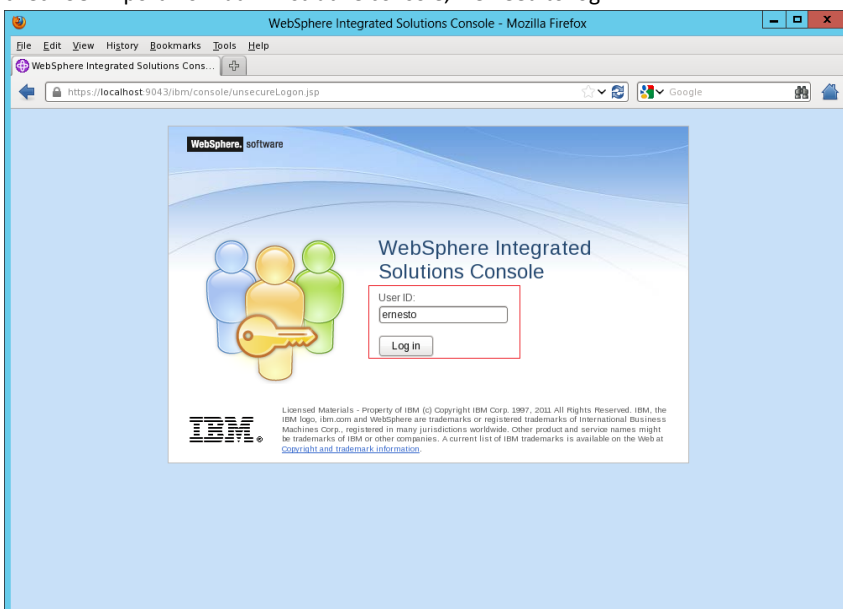 WebSphere Integrated Solutions Console - Mozilla Firefox
File Edit View History Bookmarks Tools Help
WebSphere Integrated Solutions Cons...
https://localhost:9043/ibm/console/unsecureLogon.jsp
Google
WebSphere. software
WebSphere Integrated
Solutions Console
User ID:
ernesto
Log in
IBM®
Licensed Materials - Property of IBM (c) Copyright IBM Corp. 1997, 2011 All Rights Reserved. IBM, the
IBM logo, ibm.com and WebSphere are trademarks or registered trademarks of International Business
Machines Corp., registered in many jurisdictions worldwide. Other product and service names might
be trademarks of IBM or other companies. A current list of IBM trademarks is available on the Web at
Copyright and trademark information.